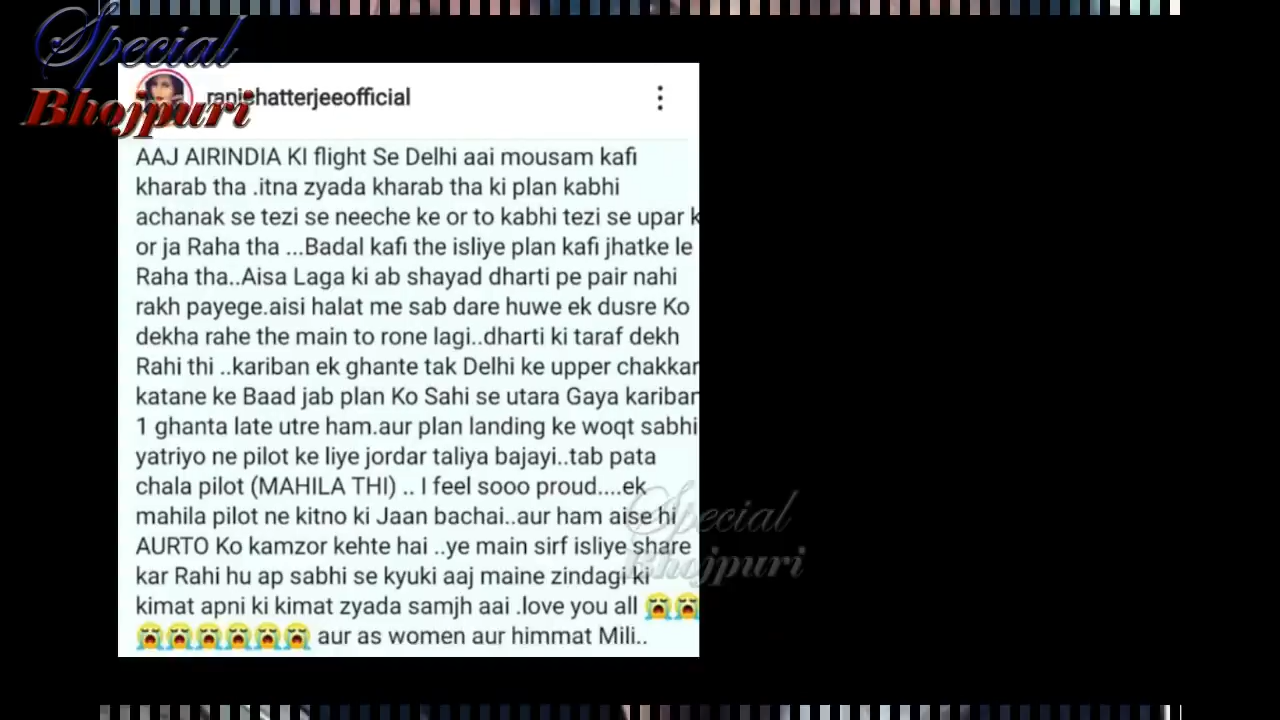 Special
Bhojpuri
ranichatterjeeofficial
AAJ AIRINDIA KI flight Se Delhi aai mousam kafi
kharab tha .itna zyada kharab tha ki plan kabhi
achanak se tezi se neeche ke or to kabhi tezi se upar k
or ja Raha tha ...Badal kafi the isliye plan kafi jhatke le
Raha tha..Aisa Laga ki ab shayad dharti pe pair nahi
rakh payege.aisi halat me sab dare huwe ek dusre Ko
dekha rahe the main to rone lagi..dharti ki taraf dekh
Rahi thi ..kariban ek ghante tak Delhi ke upper chakkar
katane ke Baad jab plan Ko Sahi se utara Gaya kariban
1 ghanta late utre ham.aur plan landing ke woqt sabhi
yatriyo ne pilot ke liye jordar taliya bajayi..tab pata
chala pilot (MAHILA THI) .. I feel sooo proud....ek
mahila pilot ne kitno ki Jaan bachai..aur ham aise hi
AURTO Ko kamzor kehte hai ..ye main sirf isliye share
kar Rahi hu ap sabhi se kyuki aaj maine zindagi ki
kimat apni ki kimat zyada samjh aai .love you all 😭😭
😭😭😭😭😭😭 aur as women aur himmat Mili..
Special
Bhojpuri